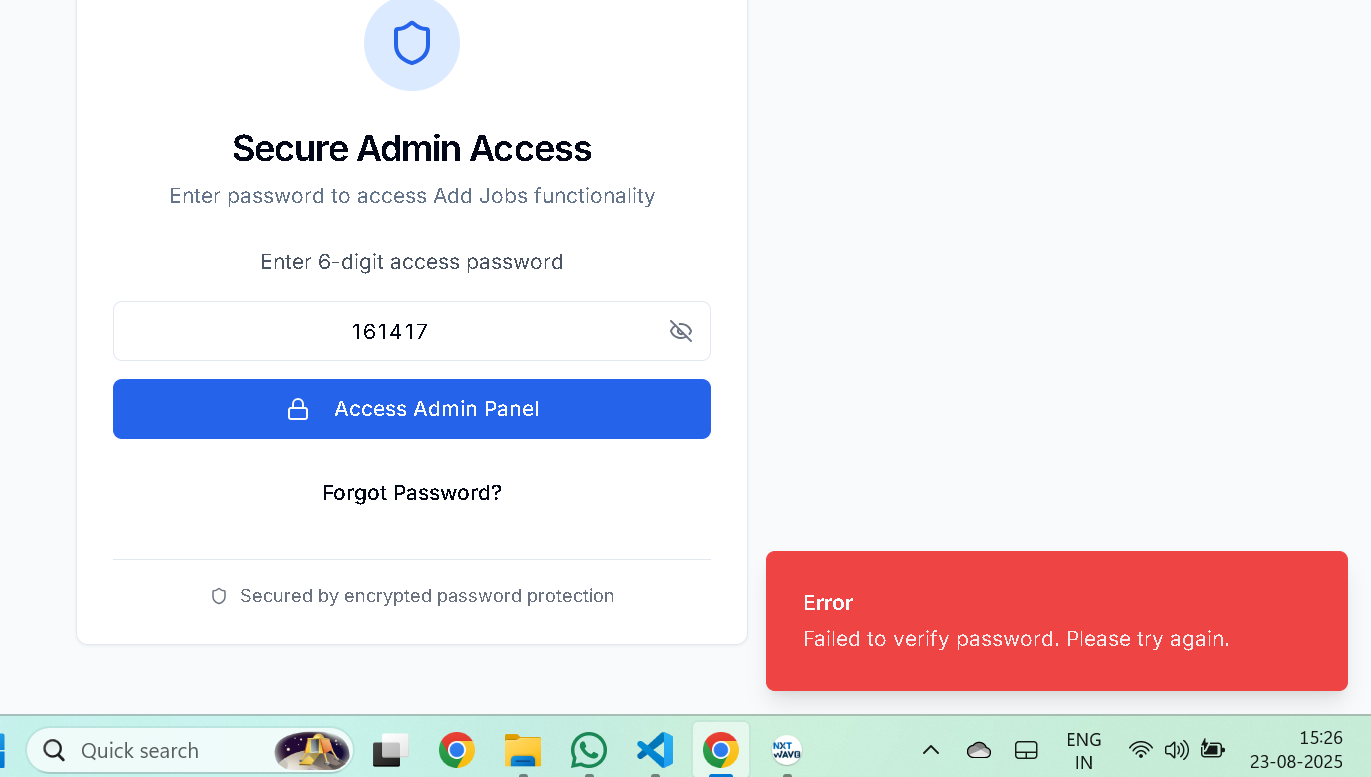 Secure Admin Access
Enter password to access Add Jobs functionality
Enter 6-digit access password
161417
Access Admin Panel
Forgot Password?
Secured by encrypted password protection
Error
Failed to verify password. Please try again.
Quick search
NXT
WAVE
ENG
IN
15:26
23-08-2025